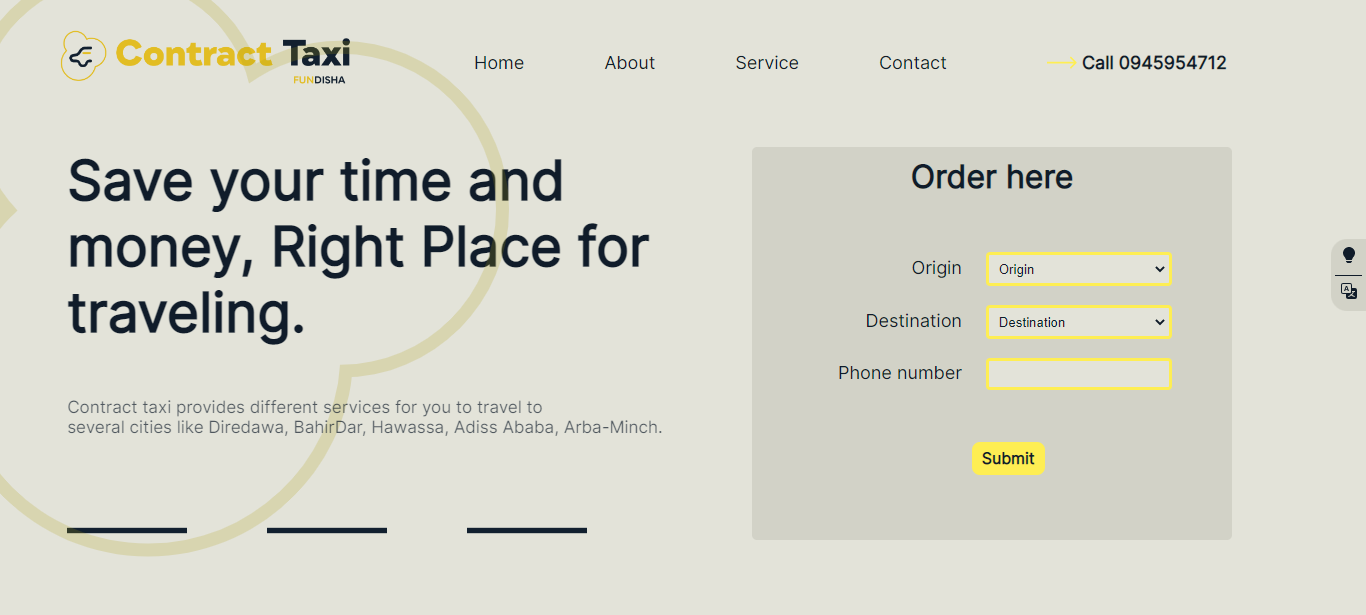 Contract Taxi
FUNDISHA
Home
About
Service
Contact
Call 0945954712
Save your time and
money, Right Place for
traveling.
Contract taxi provides different services for you to travel to
several cities like Diredawa, BahirDar, Hawassa, Adiss Ababa, Arba-Minch.
Order here
Origin
Origin
Destination
Destination
Phone number
Submit